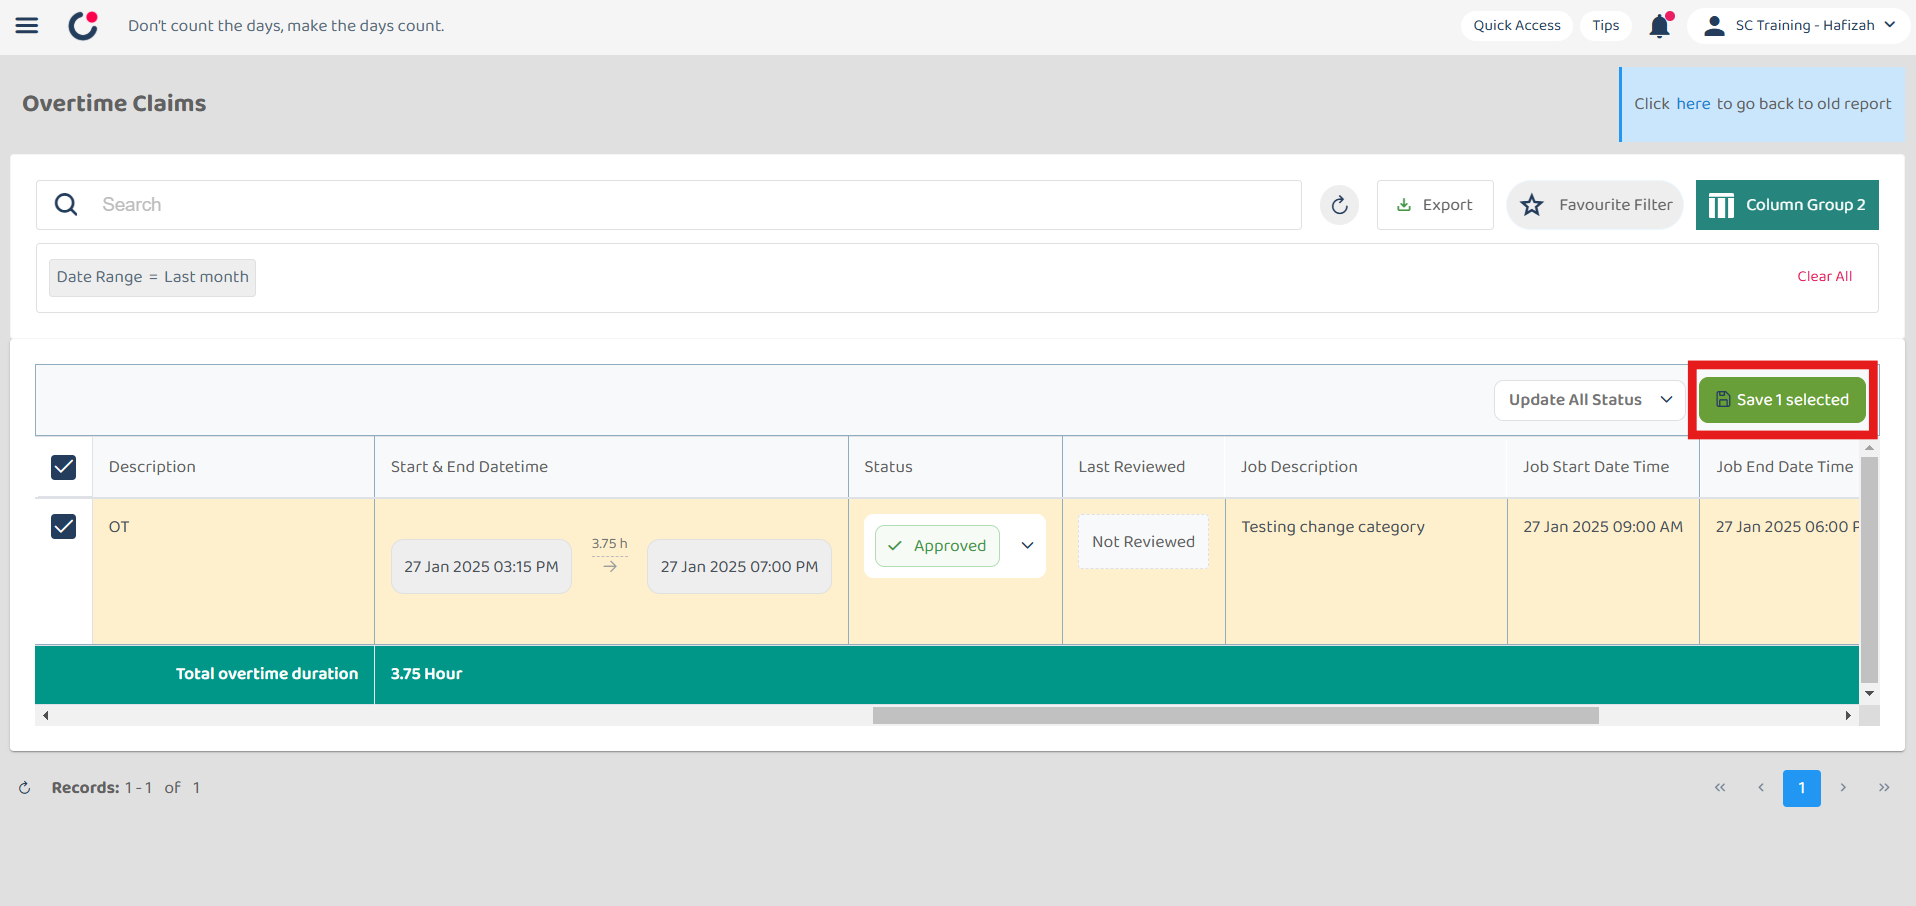 Don't count the days, make the days count.
Quick Access
Tips
SC Training - Hafizah
Overtime Claims
Click here to go back to old report
Search
Export
Favourite Filter
Column Group 2
Date Range = Last month
Clear All
Update All Status
Save 1 selected
Description
Start & End Datetime
Status
Last Reviewed
Job Description
Job Start Date Time
Job End Date Time
OT
27 Jan 2025 03:15 PM
3.75 h
27 Jan 2025 07:00 PM
Approved
Not Reviewed
Testing change category
27 Jan 2025 09:00 AM
27 Jan 2025 06:00 P
Total overtime duration
3.75 Hour
Records: 1 - 1 of 1
1